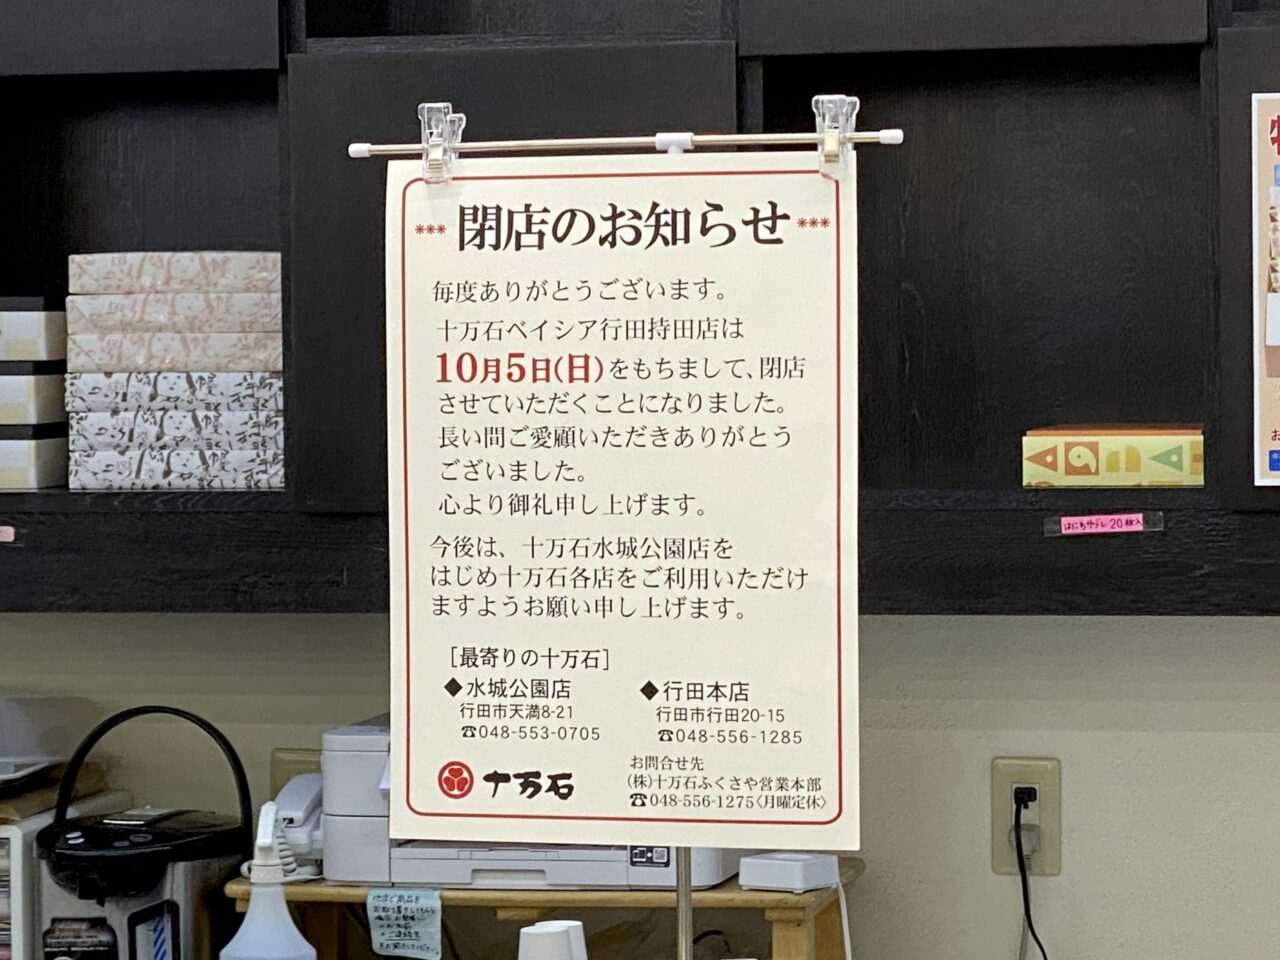 閉店のお知らせ
毎度ありがとうございます。
十万石ベイシア行田持田店は
10月5日(日)をもちまして、閉店
させていただくことになりました。
長い間ご愛顧いただきありがとう
ございました。
心より御礼申し上げます。
今後は、十万石水城公園店を
はじめ十万石各店をご利用いただけ
ますようお願い申し上げます。
［最寄りの十万石］
◆水城公園店
行田市天満8-21
☎048-553-0705
◆行田本店
行田市行田20-15
☎048-556-1285
十万石
お問合せ先
(株)十万石ふくさや営業本部
☎048-556-1275〈月曜定休〉
はにわサブレ 20枚入